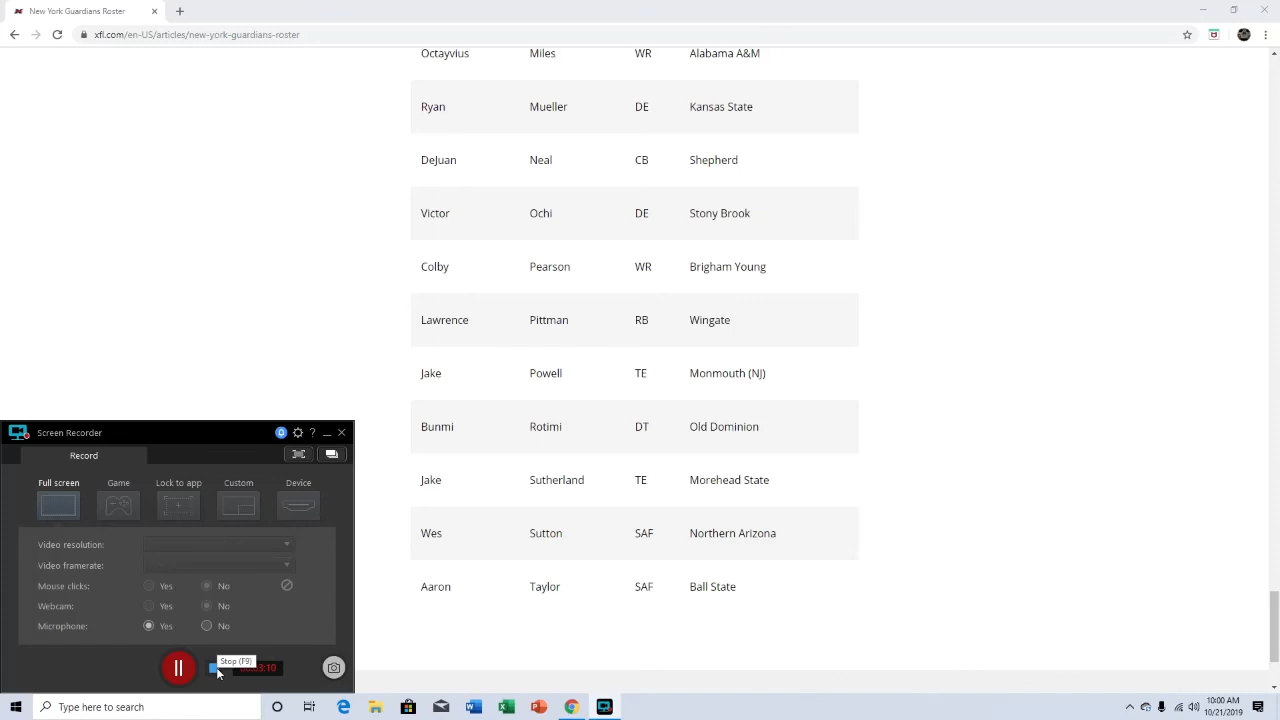 New York Guardians Roster
xfl.com/en-US/articles/new-york-guardians-roster
Octayvius Miles WR Alabama A&M
Ryan Mueller DE Kansas State
DeJuan Neal CB Shepherd
Victor Ochi DE Stony Brook
Colby Pearson WR Brigham Young
Lawrence Pittman RB Wingate
Jake Powell TE Monmouth (NJ)
Bunmi Rotimi DT Old Dominion
Jake Sutherland TE Morehead State
Wes Sutton SAF Northern Arizona
Aaron Taylor SAF Ball State
Screen Recorder
Record
Full screen Game Lock to app Custom Device
Video resolution:
Video framerate:
Mouse clicks: Yes No
Webcam: Yes No
Microphone: Yes No
Stop (F9)
Type here to search
10:00 AM
10/21/2019